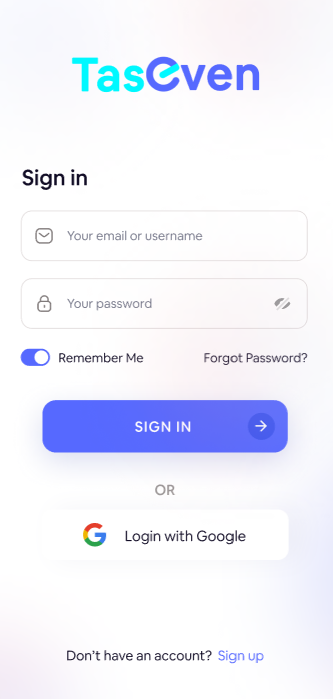 TasEven
Sign in
Your email or username
Your password
Remember Me
Forgot Password?
SIGN IN
OR
Login with Google
Don't have an account? Sign up